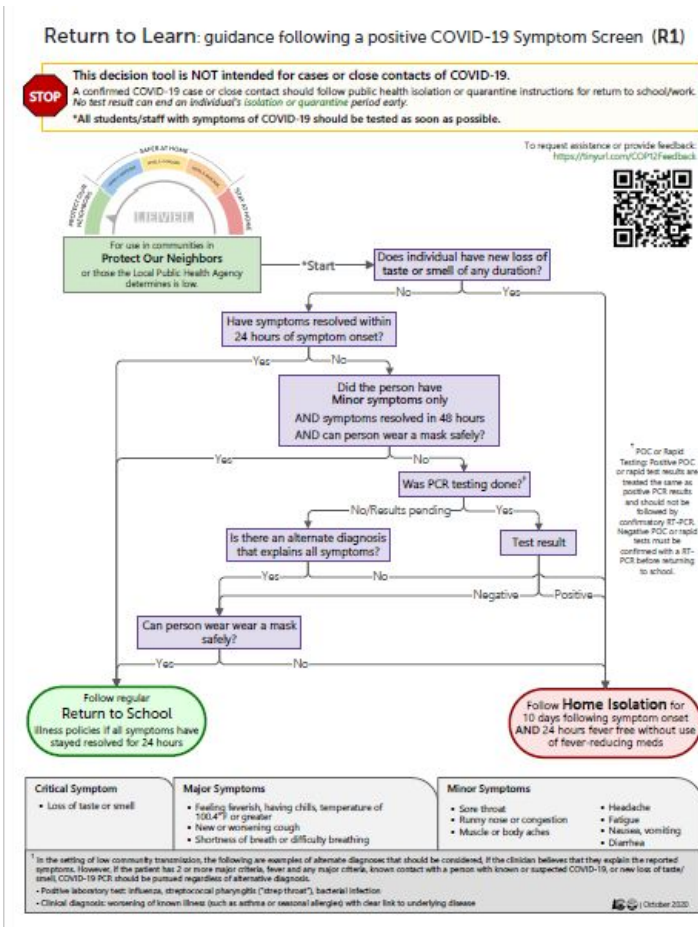 Return to Learn: guidance following a positive COVID-19 Symptom Screen (R1)
STOP
This decision tool is NOT intended for cases or close contacts of COVID-19.
A confirmed COVID-19 case or close contact should follow public health isolation or quarantine instructions for return to school/work.
No test result can end an individual's isolation or quarantine period early.
*All students/staff with symptoms of COVID-19 should be tested as soon as possible.
To request assistance or provide feedback:
https://tinyurl.com/COP12Feedback
PROTECT OUR NEIGHBORS
SAFER AT HOME
STAY AT HOME
LEVEL
For use in communities in
Protect Our Neighbors
or those the Local Public Health Agency
determines is low.
*Start
Does individual have new loss of
taste or smell of any duration?
No
Yes
Have symptoms resolved within
24 hours of symptom onset?
Yes
No
Did the person have
Minor symptoms only
AND symptoms resolved in 48 hours
AND can person wear a mask safely?
Yes
No
Was PCR testing done?†
† POC or Rapid
Testing: Positive POC
or rapid test results are
treated the same as
positive PCR results
and should not be
followed by
confirmatory RT-PCR.
Negative POC or rapid
tests must be
confirmed with a RT-
PCR before returning
to school.
No/Results pending
Yes
Is there an alternate diagnosis
that explains all symptoms?
Test result
Yes
No
Negative
Positive
Can person wear wear a mask
safely?
Yes
No
Follow regular
Return to School
illness policies if all symptoms have
stayed resolved for 24 hours
Follow Home Isolation for
10 days following symptom onset
AND 24 hours fever free without use
of fever-reducing meds
Critical Symptom
• Loss of taste or smell
Major Symptoms
• Feeling feverish, having chills, temperature of
100.4°F or greater
• New or worsening cough
• Shortness of breath or difficulty breathing
Minor Symptoms
• Sore throat
• Runny nose or congestion
• Muscle or body aches
• Headache
• Fatigue
• Nausea, vomiting
• Diarrhea
† In the setting of low community transmission, the following are examples of alternate diagnoses that should be considered, if the clinician believes that they explain the reported
symptoms. However, if the patient has 2 or more major criteria, fever and any major criteria, known contact with a person with known or suspected COVID-19, or new loss of taste/
smell, COVID-19 PCR should be pursued regardless of alternative diagnosis.
• Positive laboratory test: influenza, streptococcal pharyngitis ("strep throat"), bacterial infection
• Clinical diagnosis: worsening of known illness (such as asthma or seasonal allergies) with clear link to underlying disease
| October 2020